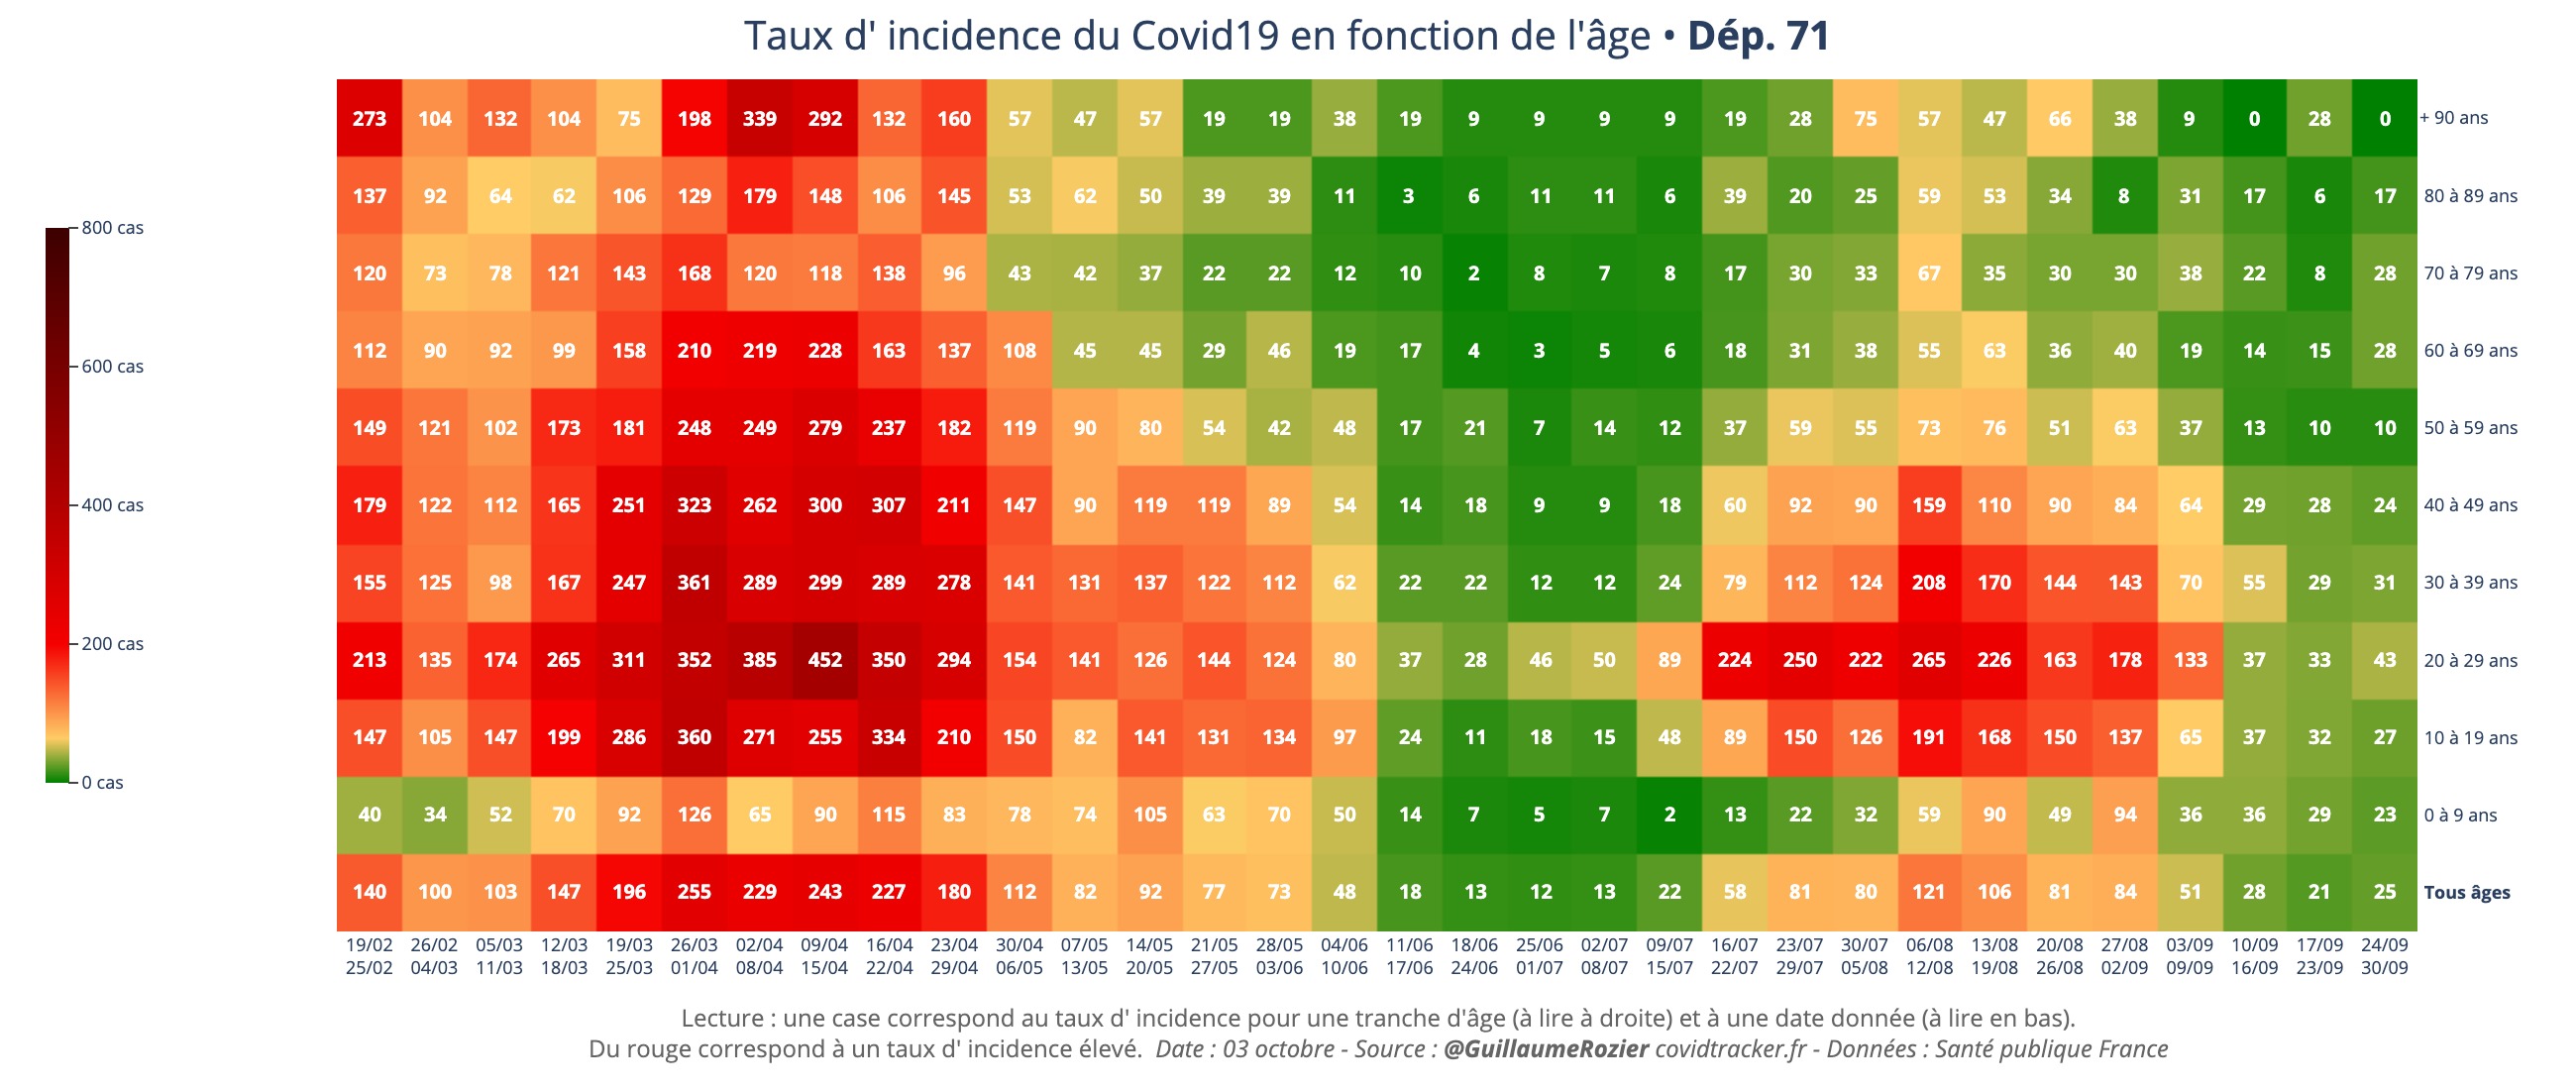 Taux d' incidence du Covid19 en fonction de l'âge • Dép. 71
800 cas
600 cas
400 cas
200 cas
0 cas
273 104 132 104 75 198 339 292 132 160 57 47 57 19 19 38 19 9 9 9 9 19 28 75 57 47 66 38 9 0 28 0 + 90 ans
137 92 64 62 106 129 179 148 106 145 53 62 50 39 39 11 3 6 11 11 6 39 20 25 59 53 34 8 31 17 6 17 80 à 89 ans
120 73 78 121 143 168 120 118 138 96 43 42 37 22 22 12 10 2 8 7 8 17 30 33 67 35 30 30 38 22 8 28 70 à 79 ans
112 90 92 99 158 210 219 228 163 137 108 45 45 29 46 19 17 4 3 5 6 18 31 38 55 63 36 40 19 14 15 28 60 à 69 ans
149 121 102 173 181 248 249 279 237 182 119 90 80 54 42 48 17 21 7 14 12 37 59 55 73 76 51 63 37 13 10 10 50 à 59 ans
179 122 112 165 251 323 262 300 307 211 147 90 119 119 89 54 14 18 9 9 18 60 92 90 159 110 90 84 64 29 28 24 40 à 49 ans
155 125 98 167 247 361 289 299 289 278 141 131 137 122 112 62 22 22 12 12 24 79 112 124 208 170 144 143 70 55 29 31 30 à 39 ans
213 135 174 265 311 352 385 452 350 294 154 141 126 144 124 80 37 28 46 50 89 224 250 222 265 226 163 178 133 37 33 43 20 à 29 ans
147 105 147 199 286 360 271 255 334 210 150 82 141 131 134 97 24 11 18 15 48 89 150 126 191 168 150 137 65 37 32 27 10 à 19 ans
40 34 52 70 92 126 65 90 115 83 78 74 105 63 70 50 14 7 5 7 2 13 22 32 59 90 49 94 36 36 29 23 0 à 9 ans
140 100 103 147 196 255 229 243 227 180 112 82 92 77 73 48 18 13 12 13 22 58 81 80 121 106 81 84 51 28 21 25 Tous âges
19/02 26/02 05/03 12/03 19/03 26/03 02/04 09/04 16/04 23/04 30/04 07/05 14/05 21/05 28/05 04/06 11/06 18/06 25/06 02/07 09/07 16/07 23/07 30/07 06/08 13/08 20/08 27/08 03/09 10/09 17/09 24/09
25/02 04/03 11/03 18/03 25/03 01/04 08/04 15/04 22/04 29/04 06/05 13/05 20/05 27/05 03/06 10/06 17/06 24/06 01/07 08/07 15/07 22/07 29/07 05/08 12/08 19/08 26/08 02/09 09/09 16/09 23/09 30/09
Lecture : une case correspond au taux d' incidence pour une tranche d'âge (à lire à droite) et à une date donnée (à lire en bas).
Du rouge correspond à un taux d' incidence élevé. Date : 03 octobre - Source : @GuillaumeRozier covidtracker.fr - Données : Santé publique France